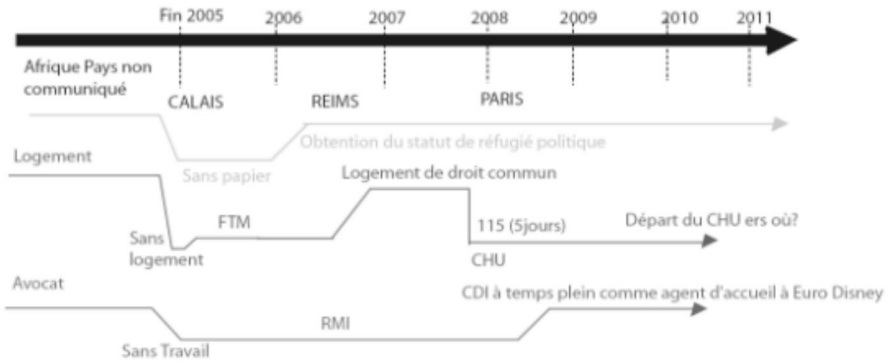 Fin 2005 2006 2007 2008 2009 2010 2011
Afrique Pays non
communiqué
CALAIS REIMS PARIS
Obtention du statut de réfugié politique
Sans papier
Logement
Logement de droit commun
FTM
Sans
logement
115 (5jours)
CHU
Départ du CHU ers où?
Avocat
CDI à temps plein comme agent d'accueil à Euro Disney
RMI
Sans Travail